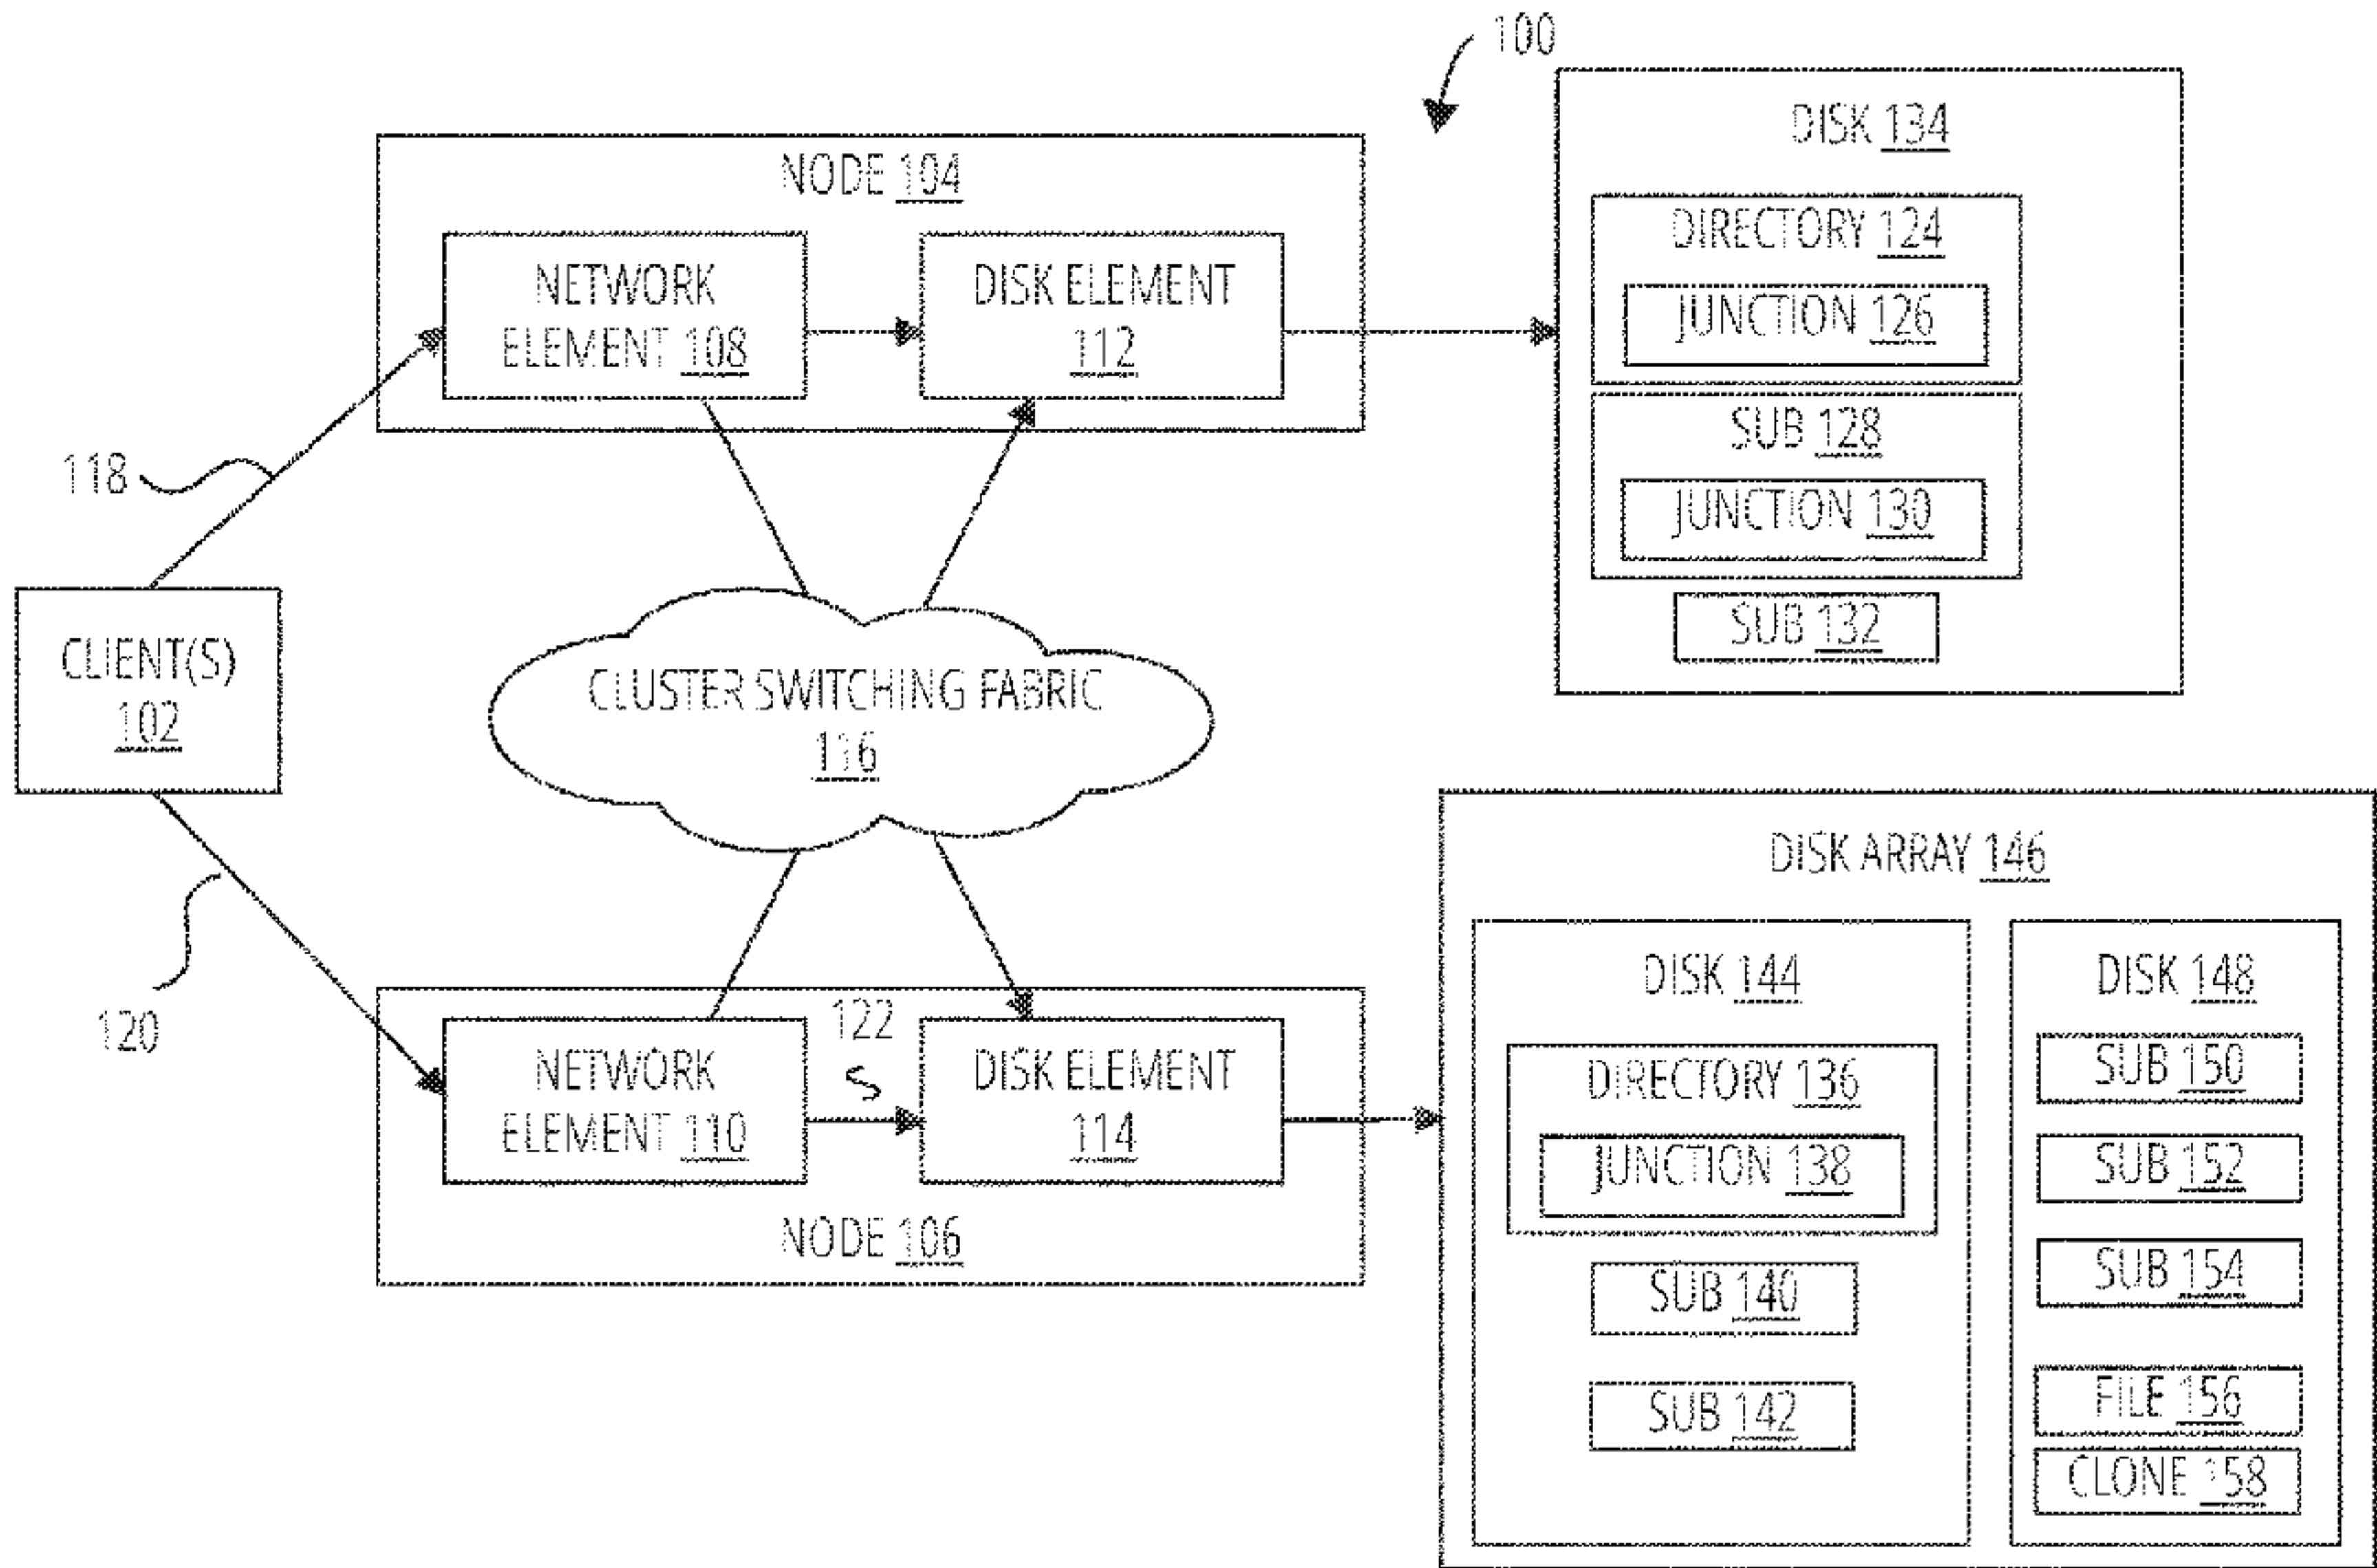 100
DISK 134
DIRECTORY 124
JUNCTION 126
SUB 128
JUNCTION 130
SUB 132
NODE 104
NETWORK
ELEMENT 108
DISK ELEMENT
112
118
CLIENT(S)
102
CLUSTER SWITCHING FABRIC
116
120
122
NETWORK
ELEMENT 110
DISK ELEMENT
114
NODE 106
DISK ARRAY 146
DISK 144
DIRECTORY 136
JUNCTION 138
SUB 140
SUB 142
DISK 148
SUB 150
SUB 152
SUB 154
FILE 156
CLONE 158